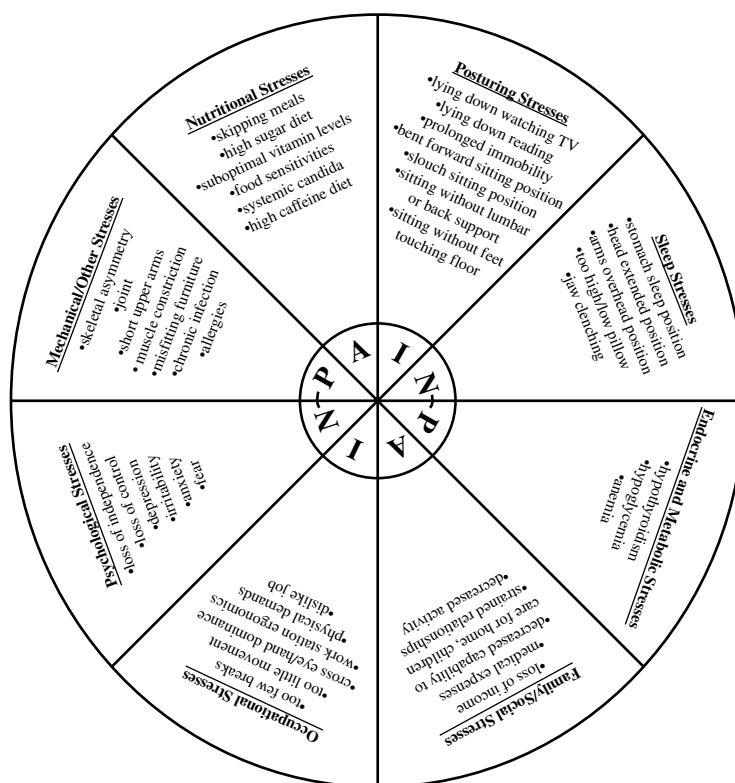 Nutritional Stresses
•skipping meals
•high sugar diet
•suboptimal vitamin levels
•food sensitivities
•systemic candida
•high caffeine diet
Posturing Stresses
•lying down watching TV
•lying down reading
•prolonged immobility
•bent forward sitting position
•slouch sitting position
•sitting without lumbar
or back support
•sitting without feet
touching floor
Sleep Stresses
•stomach sleep position
•head extended position
•arms overhead position
•too high/low pillow
•jaw clenching
Endocrine and Metabolic Stresses
•hypothyroidism
•hypoglycemia
•anemia
Family/Social Stresses
•loss of income
•medical expenses
•decreased capability to
care for home, children
•strained relationships
•decreased activity
Occupational Stresses
•too few breaks
•too little movement
•cross eye/hand dominance
•work station ergonomics
•physical demands
•dislike job
Psychological Stresses
•loss of independence
•loss of control
•depression
•irritability
•anxiety
•fear
Mechanical/Other Stresses
•skeletal asymmetry
•joint
•short upper arms
• muscle constriction
•misfitting furniture
•chronic infection
•allergies
PAIN-PAIN-